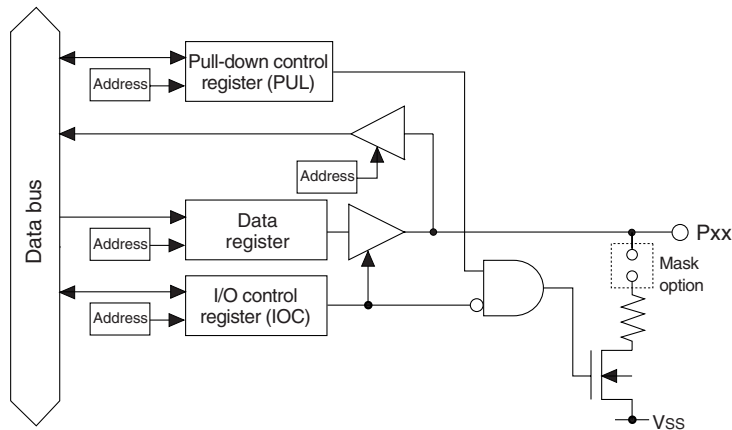 Pull-down control
register (PUL)
Address
Address
Data bus
Data
register
Address
Pxx
Mask
option
I/O control
register (IOC)
Address
VSS